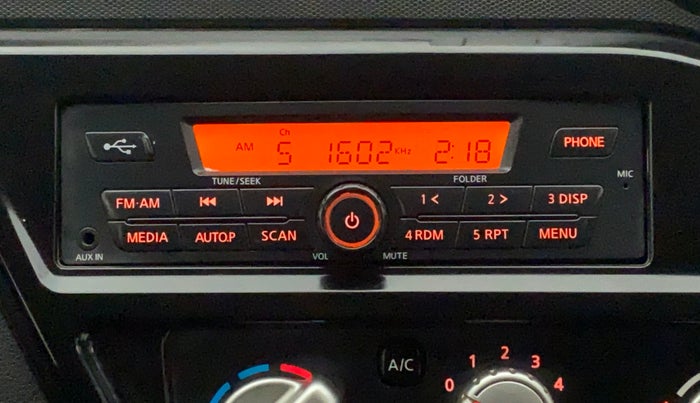 Ch
AM 5 1602 KHz 2:18
PHONE
MIC
TUNE/SEEK FOLDER
FM·AM 1 < 2 > 3 DISP
MEDIA AUTO.P SCAN 4 RDM 5 RPT MENU
AUX IN VOL MUTE
A/C
0 1 2 3 4